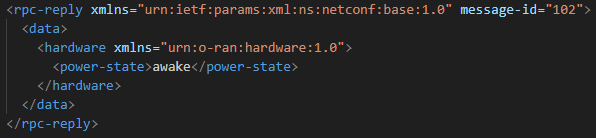 <rpc-reply xmlns="urn:ietf:params:xml:ns:netconf:base:1.0" message-id="102">
  <data>
    <hardware xmlns="urn:o-ran:hardware:1.0">
      <power-state>awake</power-state>
    </hardware>
  </data>
</rpc-reply>